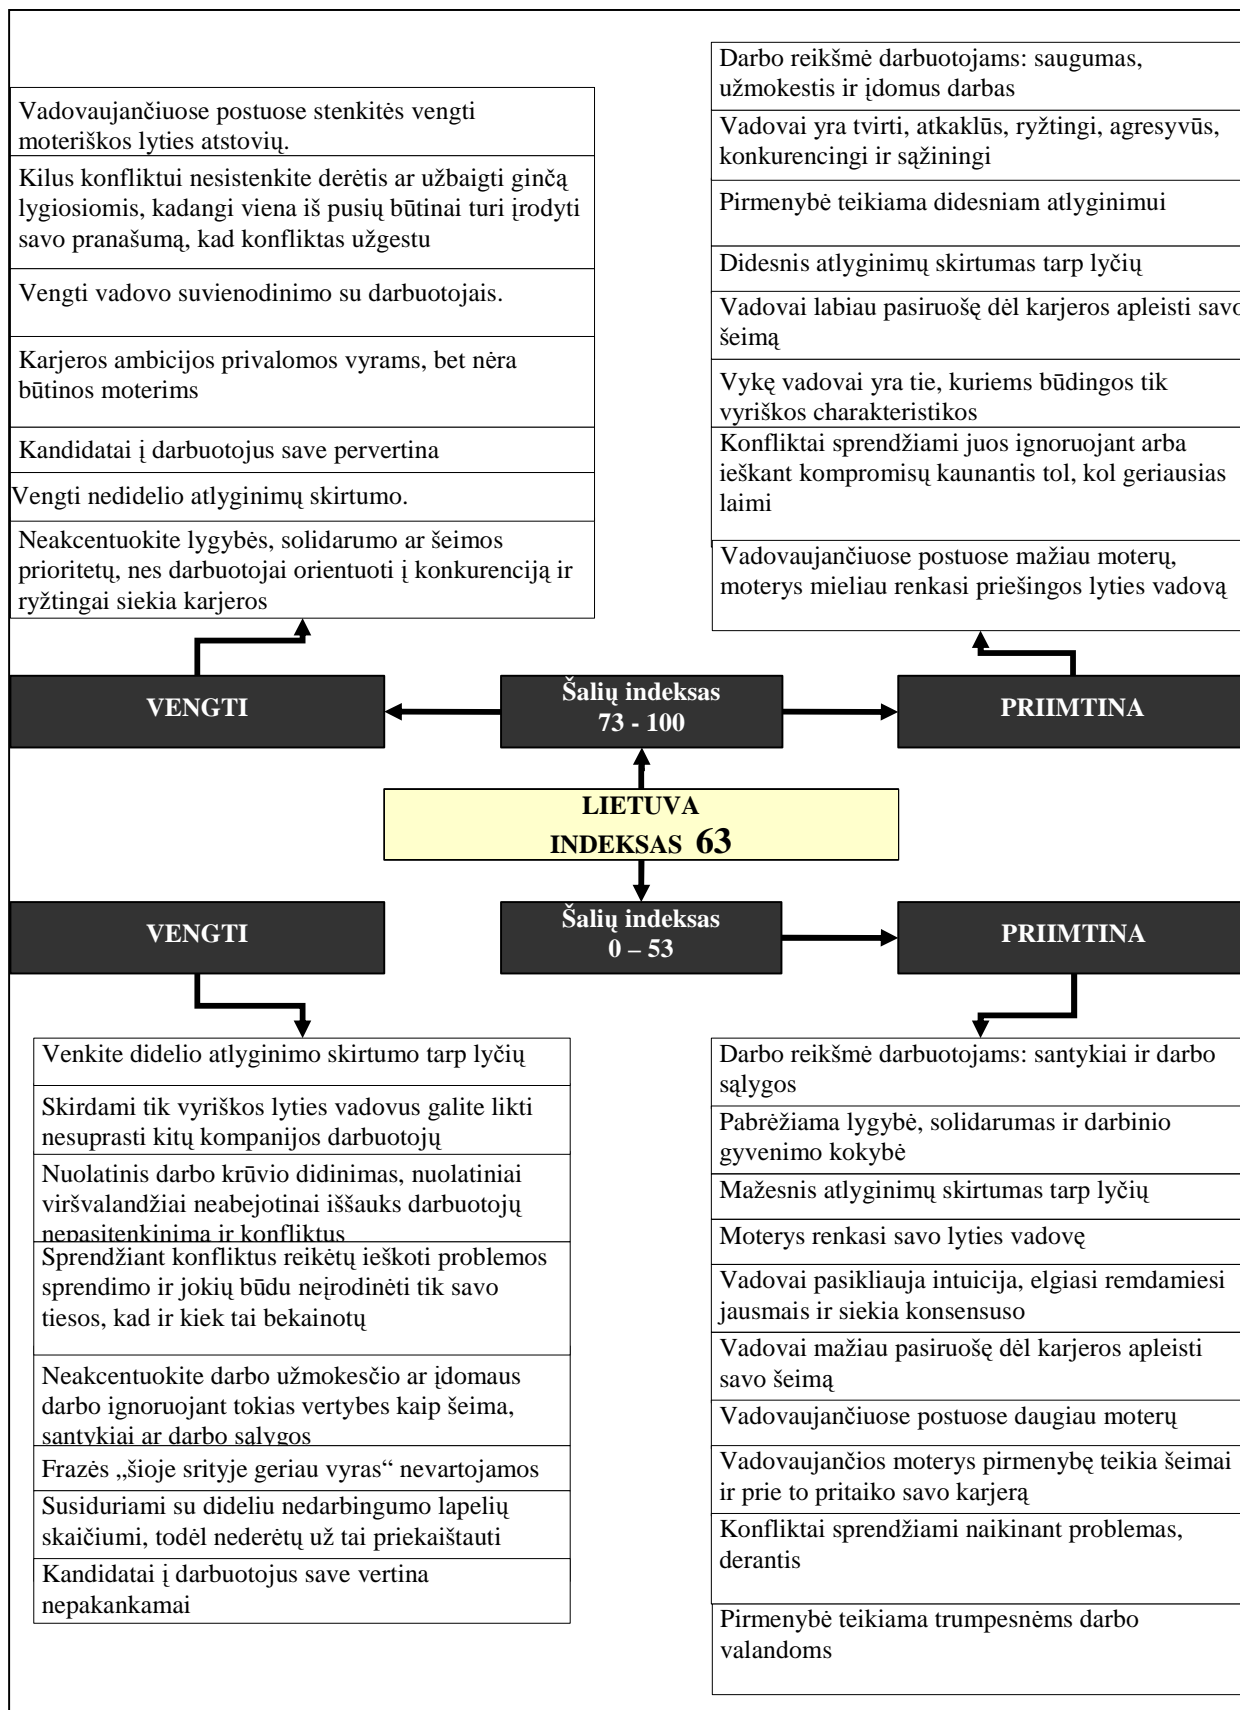 Vadovaujančiuose postuose stenkitės vengti
moteriškos lyties atstovių.
Kilus konfliktui nesistenkite derėtis ar užbaigti ginčą
lygiosiomis, kadangi viena iš pusių būtinai turi įrodyti
savo pranašumą, kad konfliktas užgestu
Vengti vadovo suvienodinimo su darbuotojais.
Karjeros ambicijos privalomos vyrams, bet nėra
būtinos moterims
Kandidatai į darbuotojus save pervertina
Vengti nedidelio atlyginimų skirtumo.
Neakcentuokite lygybės, solidarumo ar šeimos
prioritetų, nes darbuotojai orientuoti į konkurenciją ir
ryžtingai siekia karjeros
Darbo reikšmė darbuotojams: saugumas,
užmokestis ir įdomus darbas
Vadovai yra tvirti, atkaklūs, ryžtingi, agresyvūs,
konkurencingi ir sąžiningi
Pirmenybė teikiama didesniam atlyginimui
Didesnis atlyginimų skirtumas tarp lyčių
Vadovai labiau pasiruošę dėl karjeros apleisti savo
šeimą
Vykę vadovai yra tie, kuriems būdingos tik
vyriškos charakteristikos
Konfliktai sprendžiami juos ignoruojant arba
ieškant kompromisų kaunantis tol, kol geriausias
laimi
Vadovaujančiuose postuose mažiau moterų,
moterys mieliau renkasi priešingos lyties vadovą
VENGTI
Šalių indeksas
73 - 100
PRIIMTINA
LIETUVA
INDEKSAS 63
VENGTI
Šalių indeksas
0 – 53
PRIIMTINA
Venkite didelio atlyginimo skirtumo tarp lyčių
Skirdami tik vyriškos lyties vadovus galite likti
nesuprasti kitų kompanijos darbuotojų
Nuolatinis darbo krūvio didinimas, nuolatiniai
viršvalandžiai neabejotinai iššauks darbuotojų
nepasitenkinimą ir konfliktus
Sprendžiant konfliktus reikėtų ieškoti problemos
sprendimo ir jokių būdu neįrodinėti tik savo
tiesos, kad ir kiek tai bekainotų
Neakcentuokite darbo užmokesčio ar įdomaus
darbo ignoruojant tokias vertybes kaip šeima,
santykiai ar darbo sąlygos
Frazės „šioje srityje geriau vyras“ nevartojamos
Susiduriami su dideliu nedarbingumo lapelių
skaičiumi, todėl nederėtų už tai priekaištauti
Kandidatai į darbuotojus save vertina
nepakankamai
Darbo reikšmė darbuotojams: santykiai ir darbo
sąlygos
Pabrėžiama lygybė, solidarumas ir darbinio
gyvenimo kokybė
Mažesnis atlyginimų skirtumas tarp lyčių
Moterys renkasi savo lyties vadovę
Vadovai pasikliauja intuicija, elgiasi remdamiesi
jausmais ir siekia konsensuso
Vadovai mažiau pasiruošę dėl karjeros apleisti
savo šeimą
Vadovaujančiuose postuose daugiau moterų
Vadovaujančios moterys pirmenybę teikia šeimai
ir prie to pritaiko savo karjerą
Konfliktai sprendžiami naikinant problemas,
derantis
Pirmenybė teikiama trumpesnėms darbo
valandoms